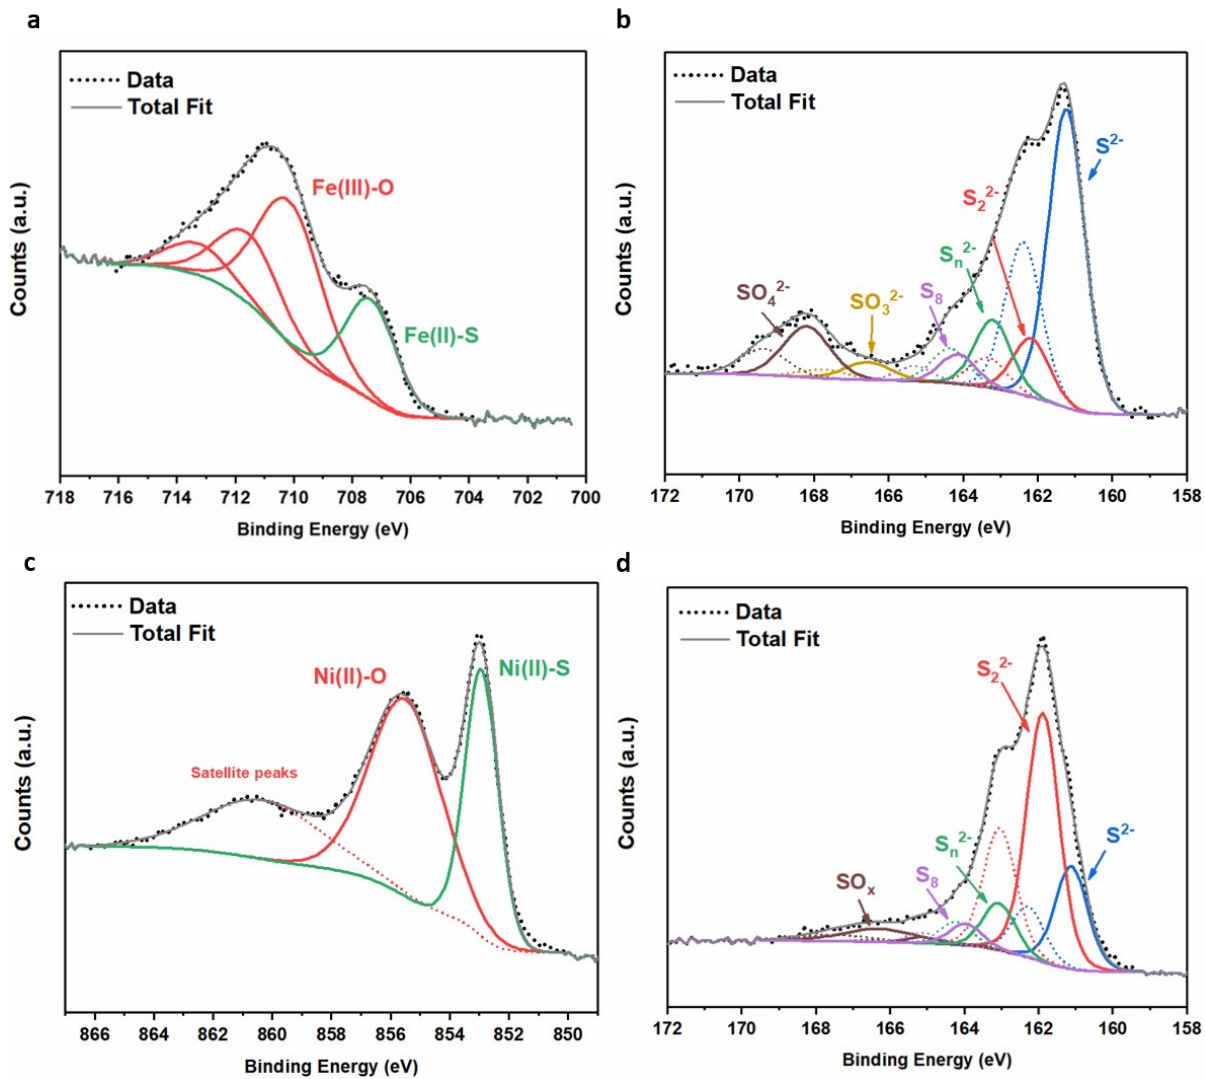 a
Data
Total Fit
Fe(III)-O
Fe(II)-S
Counts (a.u.)
718 716 714 712 710 708 706 704 702 700
Binding Energy (eV)
b
Data
Total Fit
S²⁻
S₂²⁻
Sₙ²⁻
S₈
SO₃²⁻
SO₄²⁻
Counts (a.u.)
172 170 168 166 164 162 160 158
Binding Energy (eV)
c
Data
Total Fit
Ni(II)-O
Ni(II)-S
Satellite peaks
Counts (a.u.)
866 864 862 860 858 856 854 852 850
Binding Energy (eV)
d
Data
Total Fit
S₂²⁻
S²⁻
Sₙ²⁻
S₈
SOₓ
Counts (a.u.)
172 170 168 166 164 162 160 158
Binding Energy (eV)